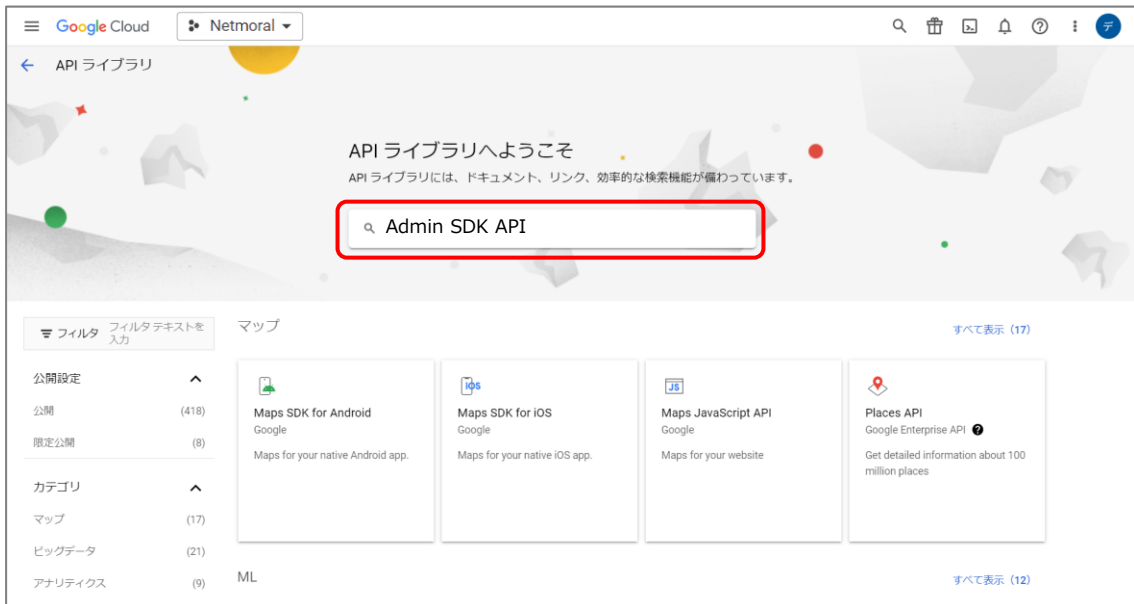 Google Cloud
Netmoral
デ
API ライブラリ
API ライブラリへようこそ
API ライブラリには、ドキュメント、リンク、効率的な検索機能が備わっています。
Admin SDK API
フィルタ
フィルタ テキストを
入力
公開設定
公開 (418)
限定公開 (8)
カテゴリ
マップ (17)
ビッグデータ (21)
アナリティクス (9)
マップ
すべて表示（17）
Maps SDK for Android
Google
Maps for your native Android app.
iOS
Maps SDK for iOS
Google
Maps for your native iOS app.
JS
Maps JavaScript API
Google
Maps for your website
Places API
Google Enterprise API
Get detailed information about 100
million places
ML
すべて表示（12）